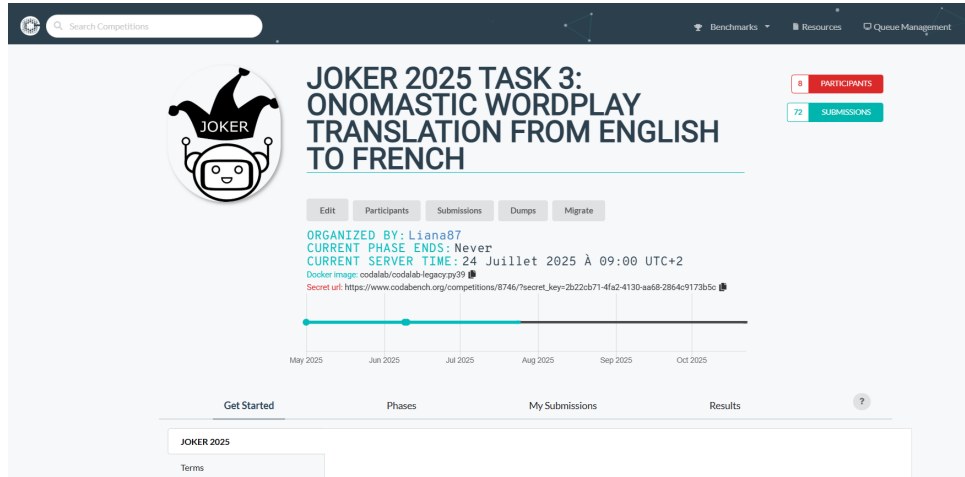 Search Competitions
Benchmarks
Resources
Queue Management
JOKER
JOKER 2025 TASK 3:
ONOMASTIC WORDPLAY
TRANSLATION FROM ENGLISH
TO FRENCH
8 PARTICIPANTS
72 SUBMISSIONS
Edit
Participants
Submissions
Dumps
Migrate
ORGANIZED BY: Liana87
CURRENT PHASE ENDS: Never
CURRENT SERVER TIME: 24 Juillet 2025 À 09:00 UTC+2
Docker image: codalab/codalab-legacy:py39
Secret url: https://www.codabench.org/competitions/8746/?secret_key=2b22cb71-4fa2-4130-aa68-2864c9173b5c
May 2025
Jun 2025
Jul 2025
Aug 2025
Sep 2025
Oct 2025
Get Started
Phases
My Submissions
Results
?
JOKER 2025
Terms